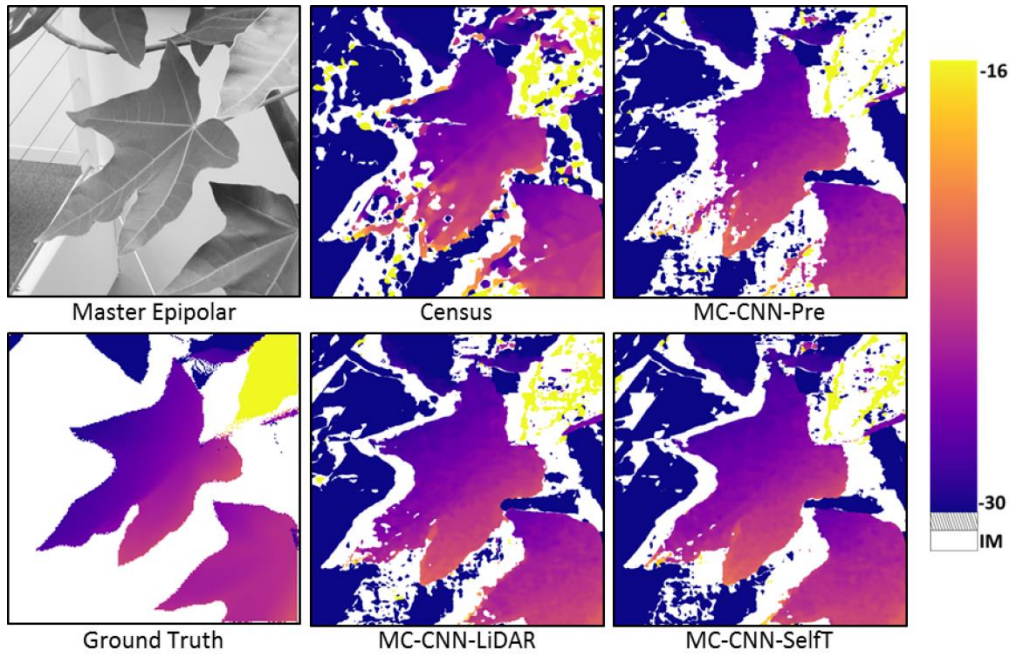 Master Epipolar
Census
MC-CNN-Pre
Ground Truth
MC-CNN-LiDAR
MC-CNN-SelfT
-16
-30
IM